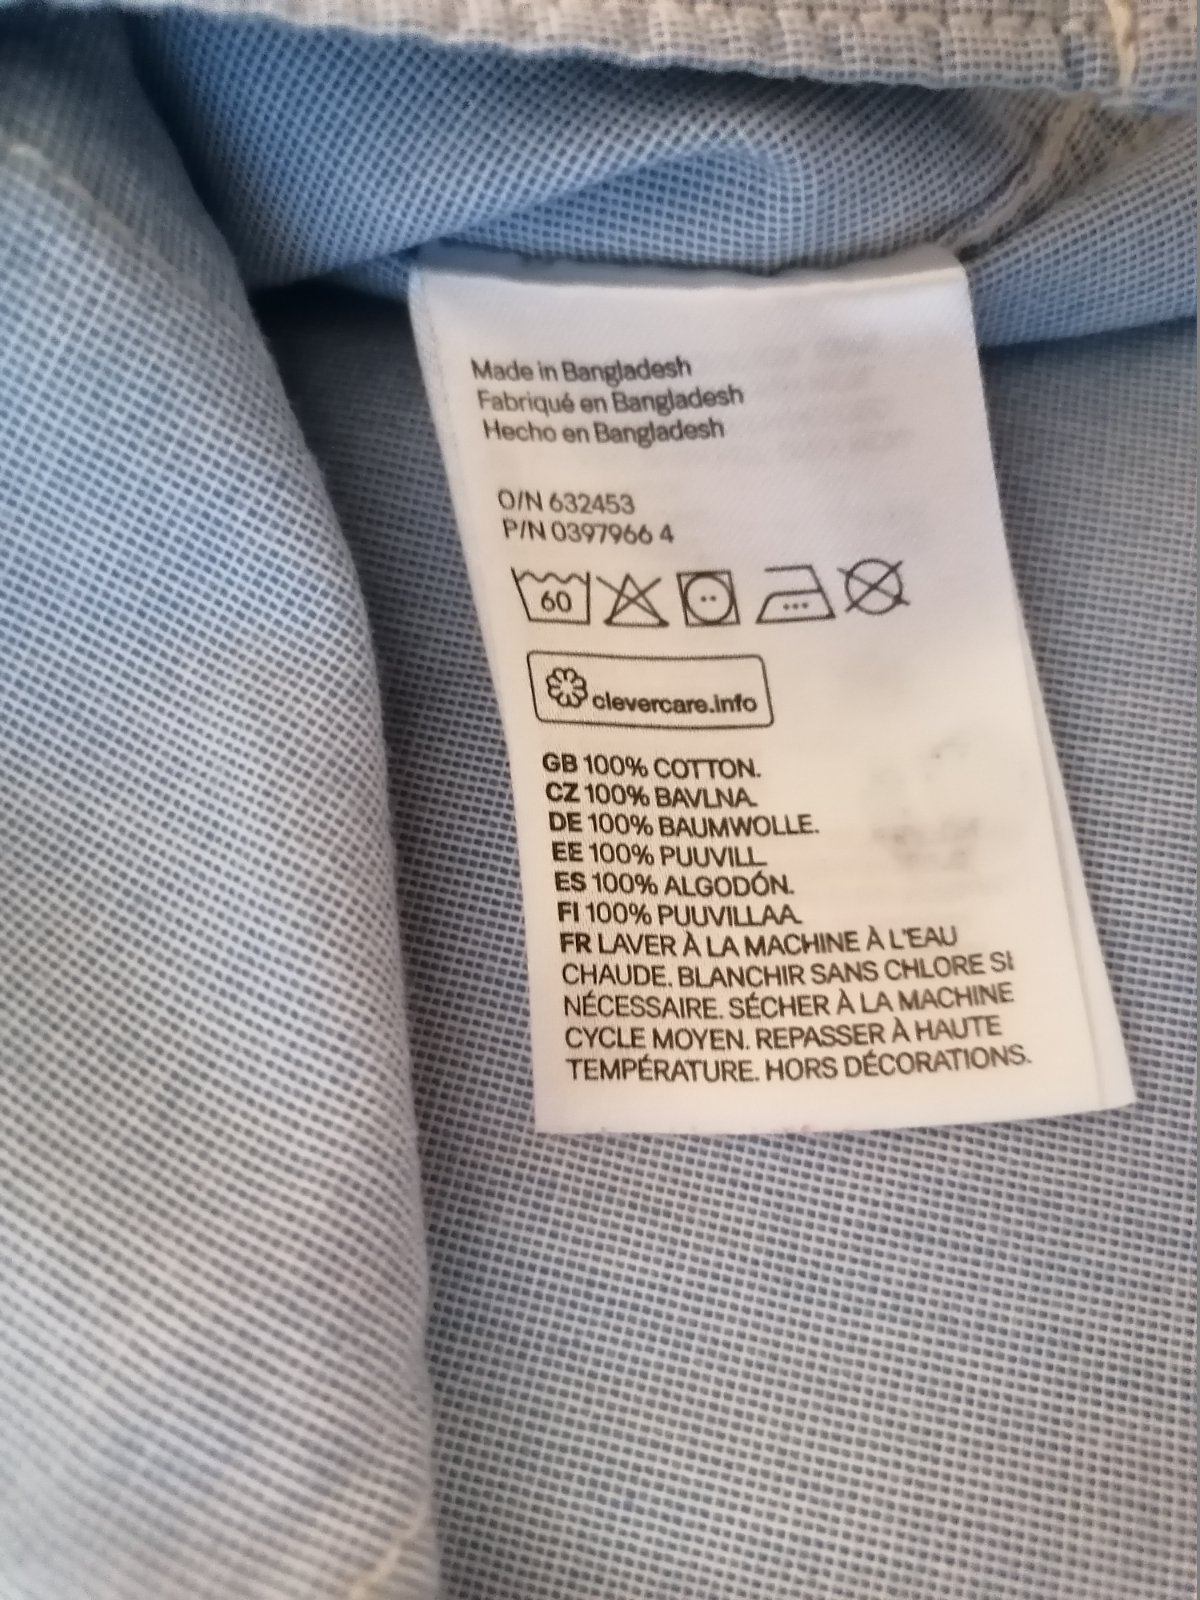 Made in Bangladesh
Fabriqué en Bangladesh
Hecho en Bangladesh
O/N 632453
P/N 0397966 4
60
clevercare.info
GB 100% COTTON.
CZ 100% BAVLNA.
DE 100% BAUMWOLLE.
EE 100% PUUVILL
ES 100% ALGODÓN.
FI 100% PUUVILLAA.
FR LAVER À LA MACHINE À L'EAU
CHAUDE. BLANCHIR SANS CHLORE SI
NÉCESSAIRE. SÉCHER À LA MACHINE
CYCLE MOYEN. REPASSER À HAUTE
TEMPÉRATURE. HORS DÉCORATIONS.